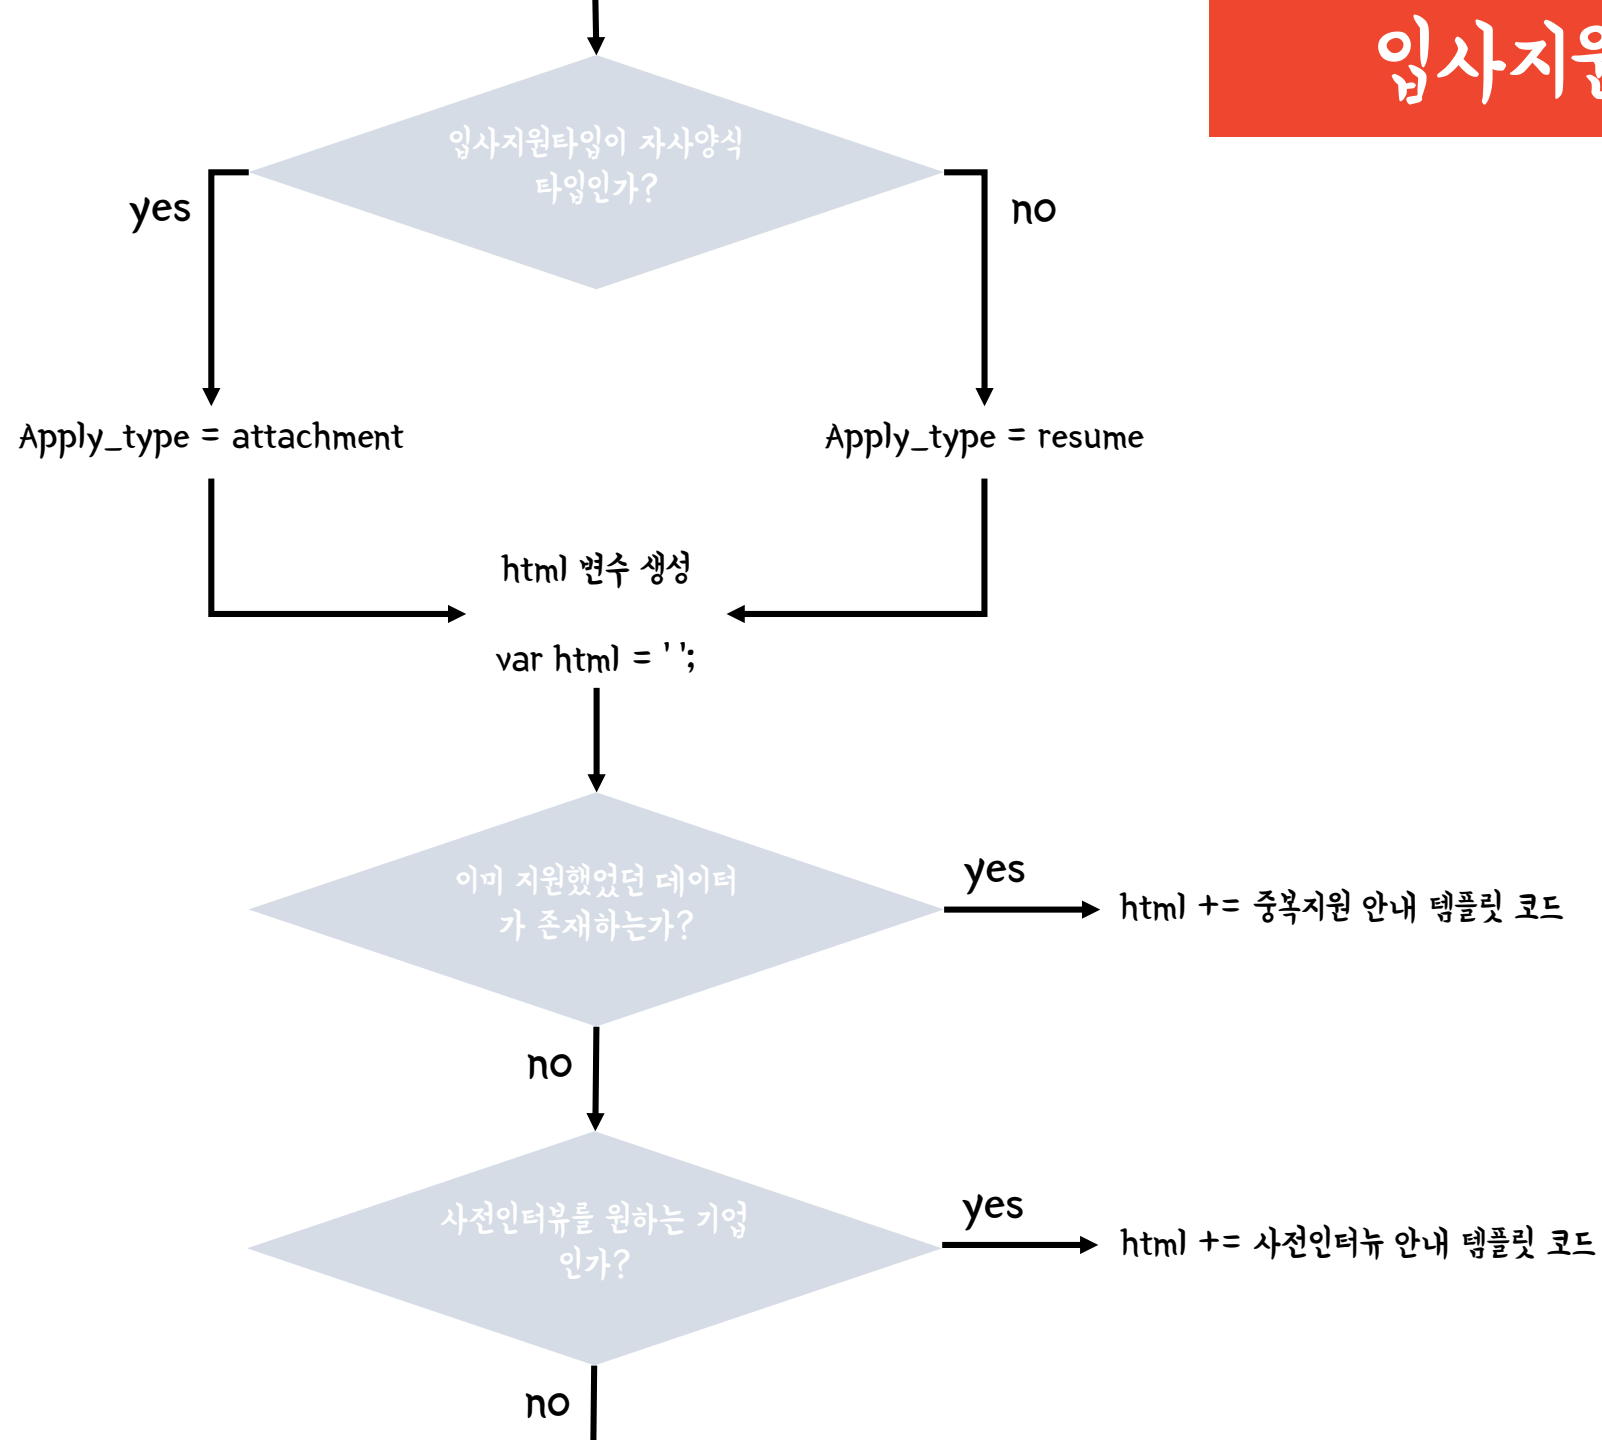 입사지원
입사지원타입이 자사양식
타입인가?
yes
no
Apply_type = attachment
Apply_type = resume
html 변수 생성
var html = ' ';
이미 지원했었던 데이터
가 존재하는가?
yes
html += 중복지원 안내 템플릿 코드
no
사전인터뷰를 원하는 기업
인가?
yes
html += 사전인터뉴 안내 템플릿 코드
no